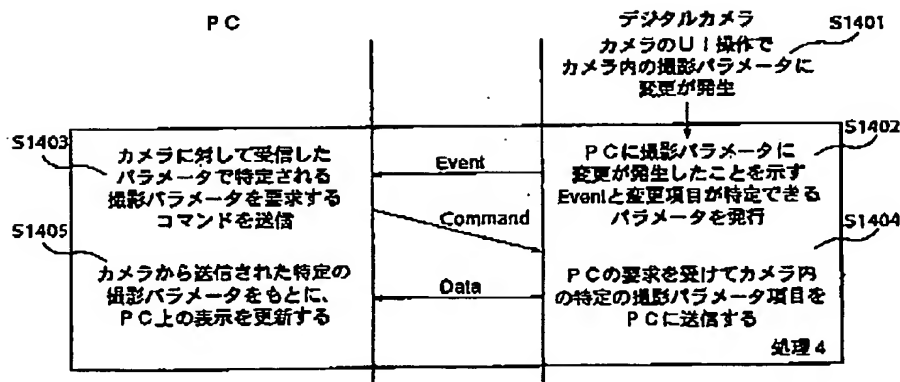 ＰＣ
デジタルカメラ
S1401
カメラのＵＩ操作で
カメラ内の撮影パラメータに
変更が発生
S1403
カメラに対して受信した
パラメータで特定される
撮影パラメータを要求する
コマンドを送信
Event
S1402
ＰＣに撮影パラメータに
変更が発生したことを示す
Eventと変更項目が特定できる
パラメータを発行
Command
S1405
カメラから送信された特定の
撮影パラメータをもとに、
ＰＣ上の表示を更新する
Data
S1404
ＰＣの要求を受けてカメラ内
の特定の撮影パラメータ項目を
ＰＣに送信する
処理４